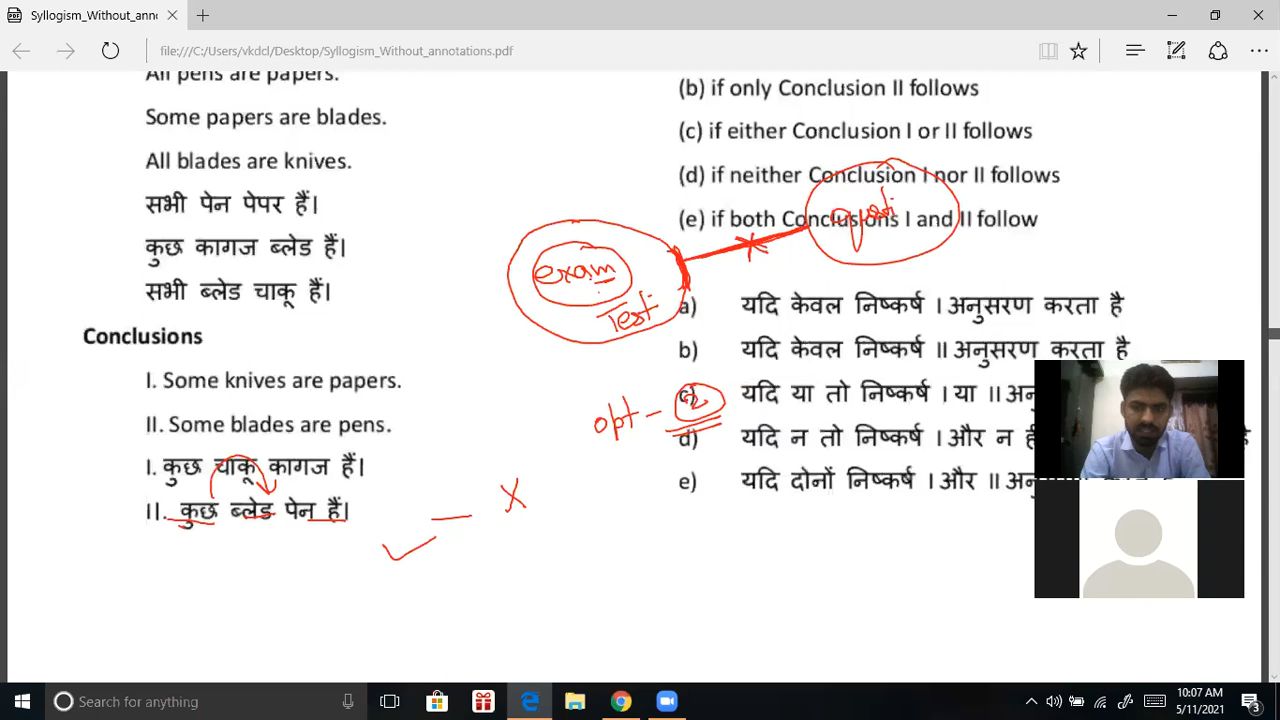 Syllogism_Without_anno
file:///C:/Users/vkdcl/Desktop/Syllogism_Without_annotations.pdf
All pens are papers.
Some papers are blades.
All blades are knives.
सभी पेन पेपर हैं।
कुछ कागज ब्लेड हैं।
सभी ब्लेड चाकू हैं।
Conclusions
I. Some knives are papers.
II. Some blades are pens.
I. कुछ चाकू कागज हैं।
II. कुछ ब्लेड पेन हैं।
(b) if only Conclusion II follows
(c) if either Conclusion I or II follows
(d) if neither Conclusion I nor II follows
(e) if both Conclusions I and II follow
questi
exam
Test
a) यदि केवल निष्कर्ष । अनुसरण करता है
b) यदि केवल निष्कर्ष ॥ अनुसरण करता है
c) यदि या तो निष्कर्ष । या ॥
opt - 2
d) यदि न तो निष्कर्ष । और न
e) यदि दोनों निष्कर्ष । और ॥
Search for anything
10:07 AM
5/11/2021
3